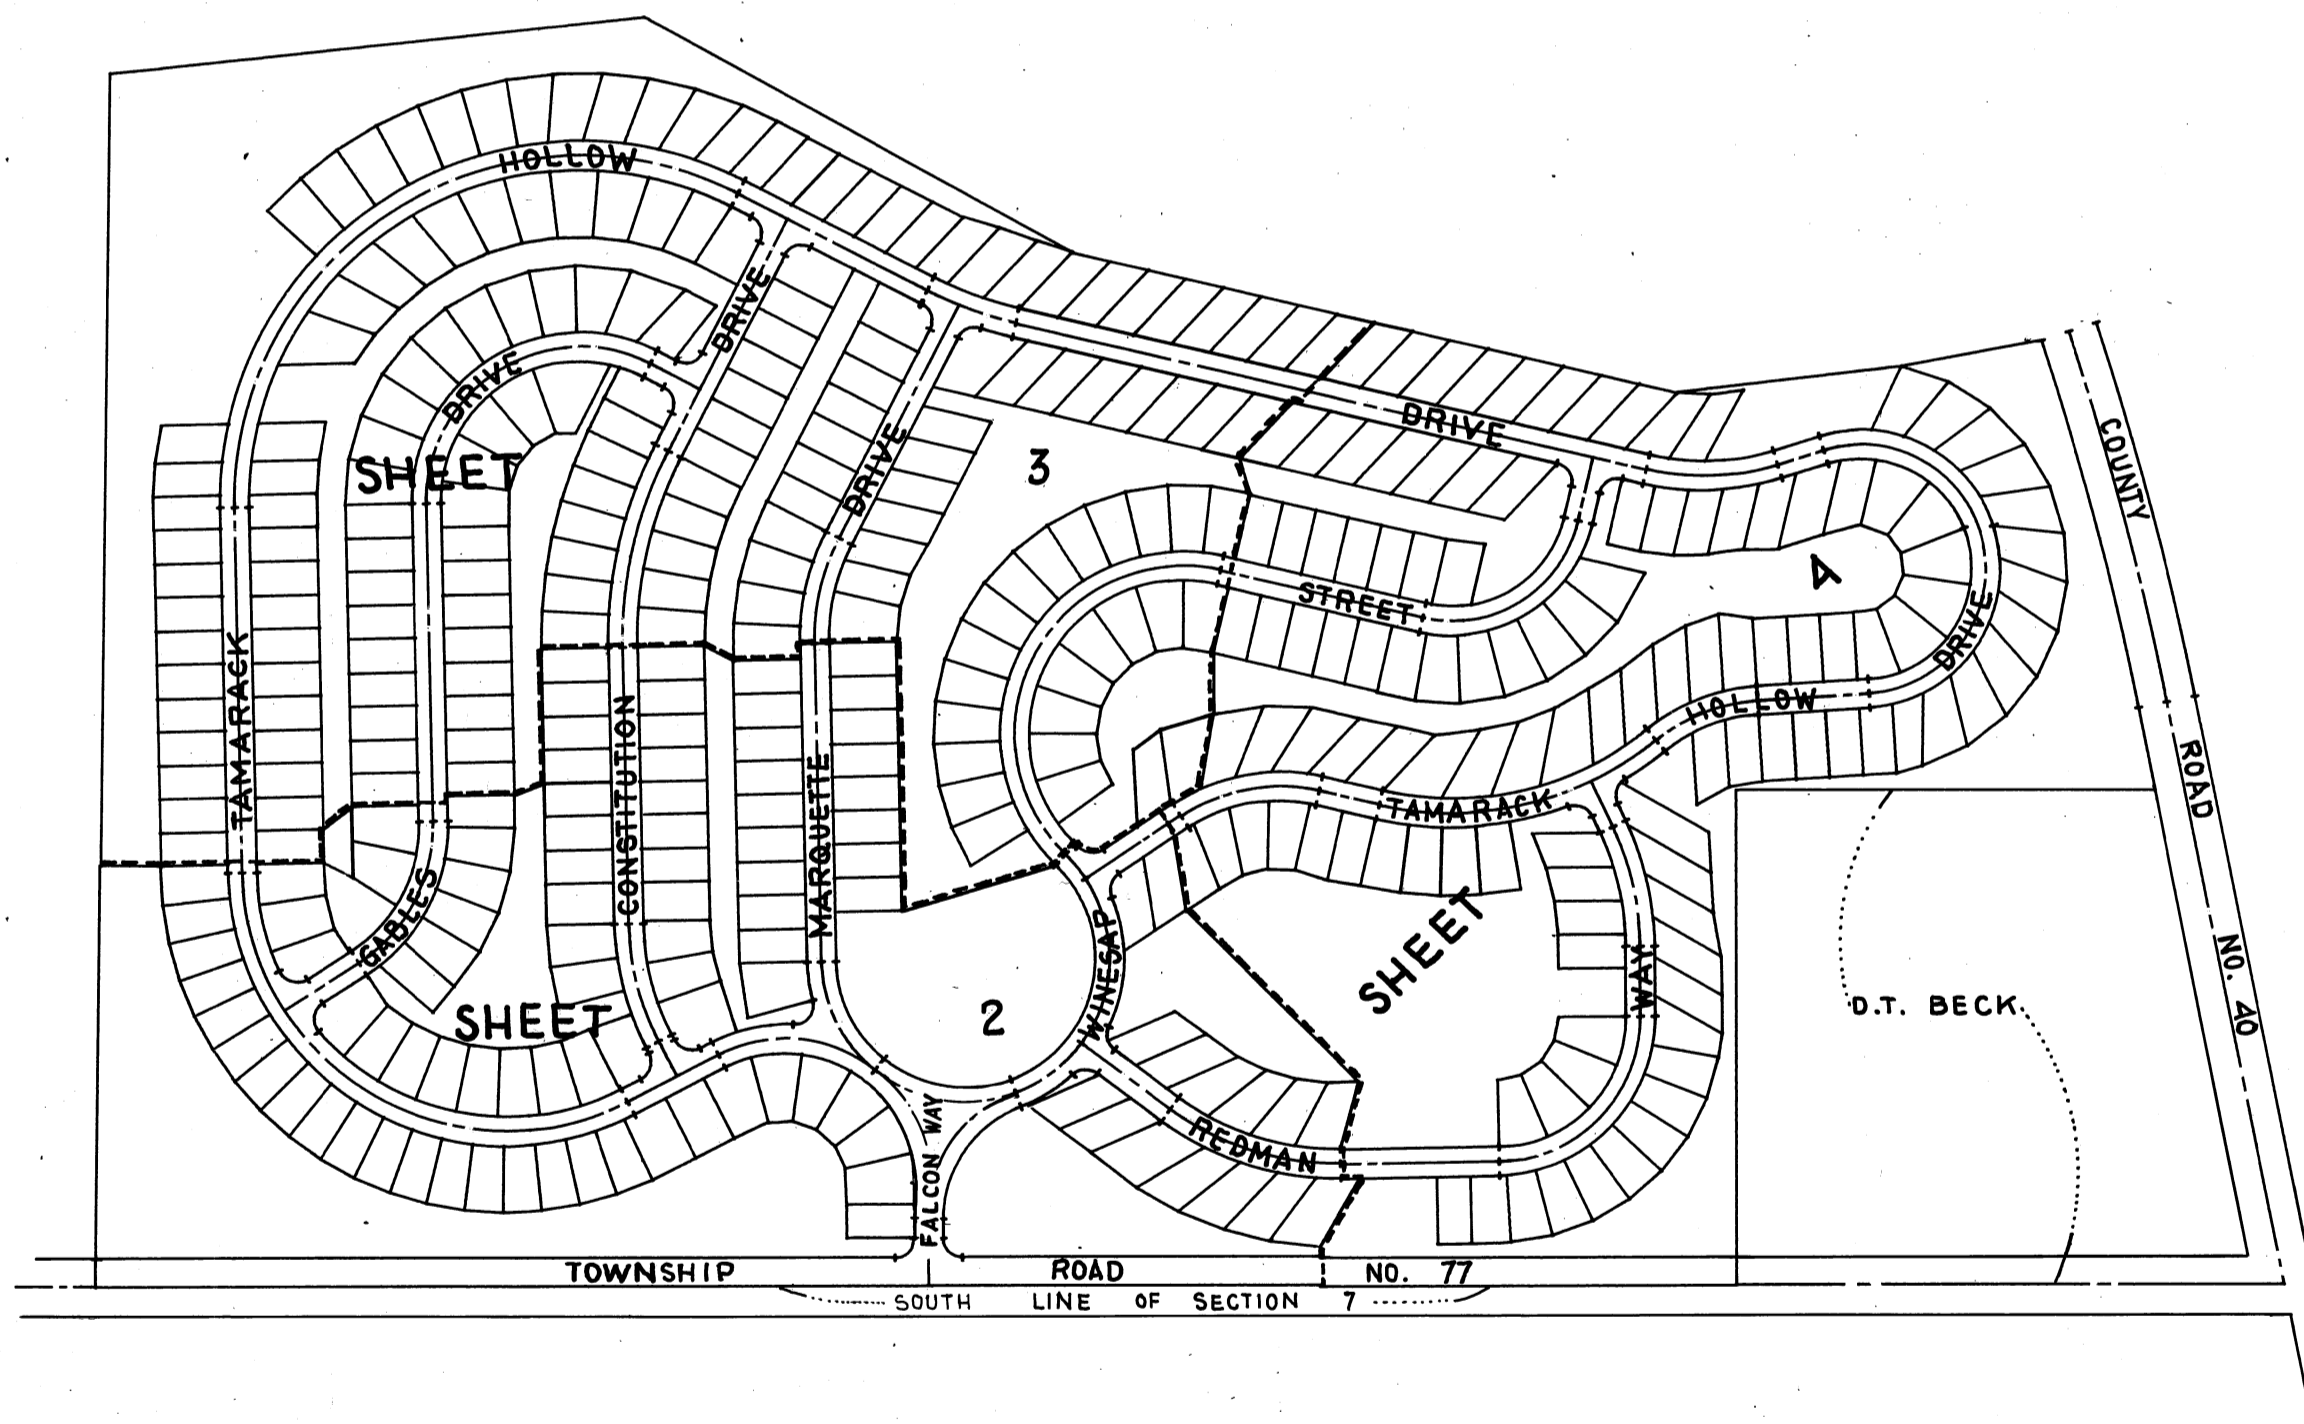 HOLLOW
DRIVE
DRIVE
DRIVE
DRIVE
SHEET
3
DRIVE
COUNTY
ROAD
NO. 40
STREET
4
DRIVE
TAMARACK
CONSTITUTION
MARQUETTE
HOLLOW
TAMARACK
GABLES
WINESAP
SHEET
WAY
D.T. BECK
SHEET
2
FALCON WAY
REDMAN
TOWNSHIP ROAD NO. 77
SOUTH LINE OF SECTION 7